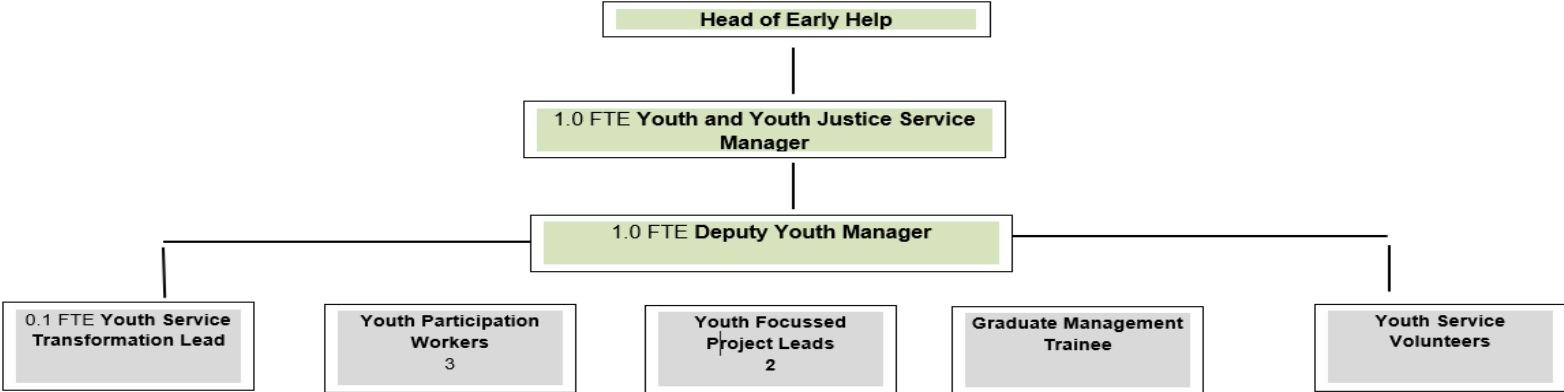 Head of Early Help
1.0 FTE Youth and Youth Justice Service
Manager
1.0 FTE Deputy Youth Manager
0.1 FTE Youth Service
Transformation Lead
Youth Participation
Workers
3
Youth Focussed
Project Leads
2
Graduate Management
Trainee
Youth Service
Volunteers